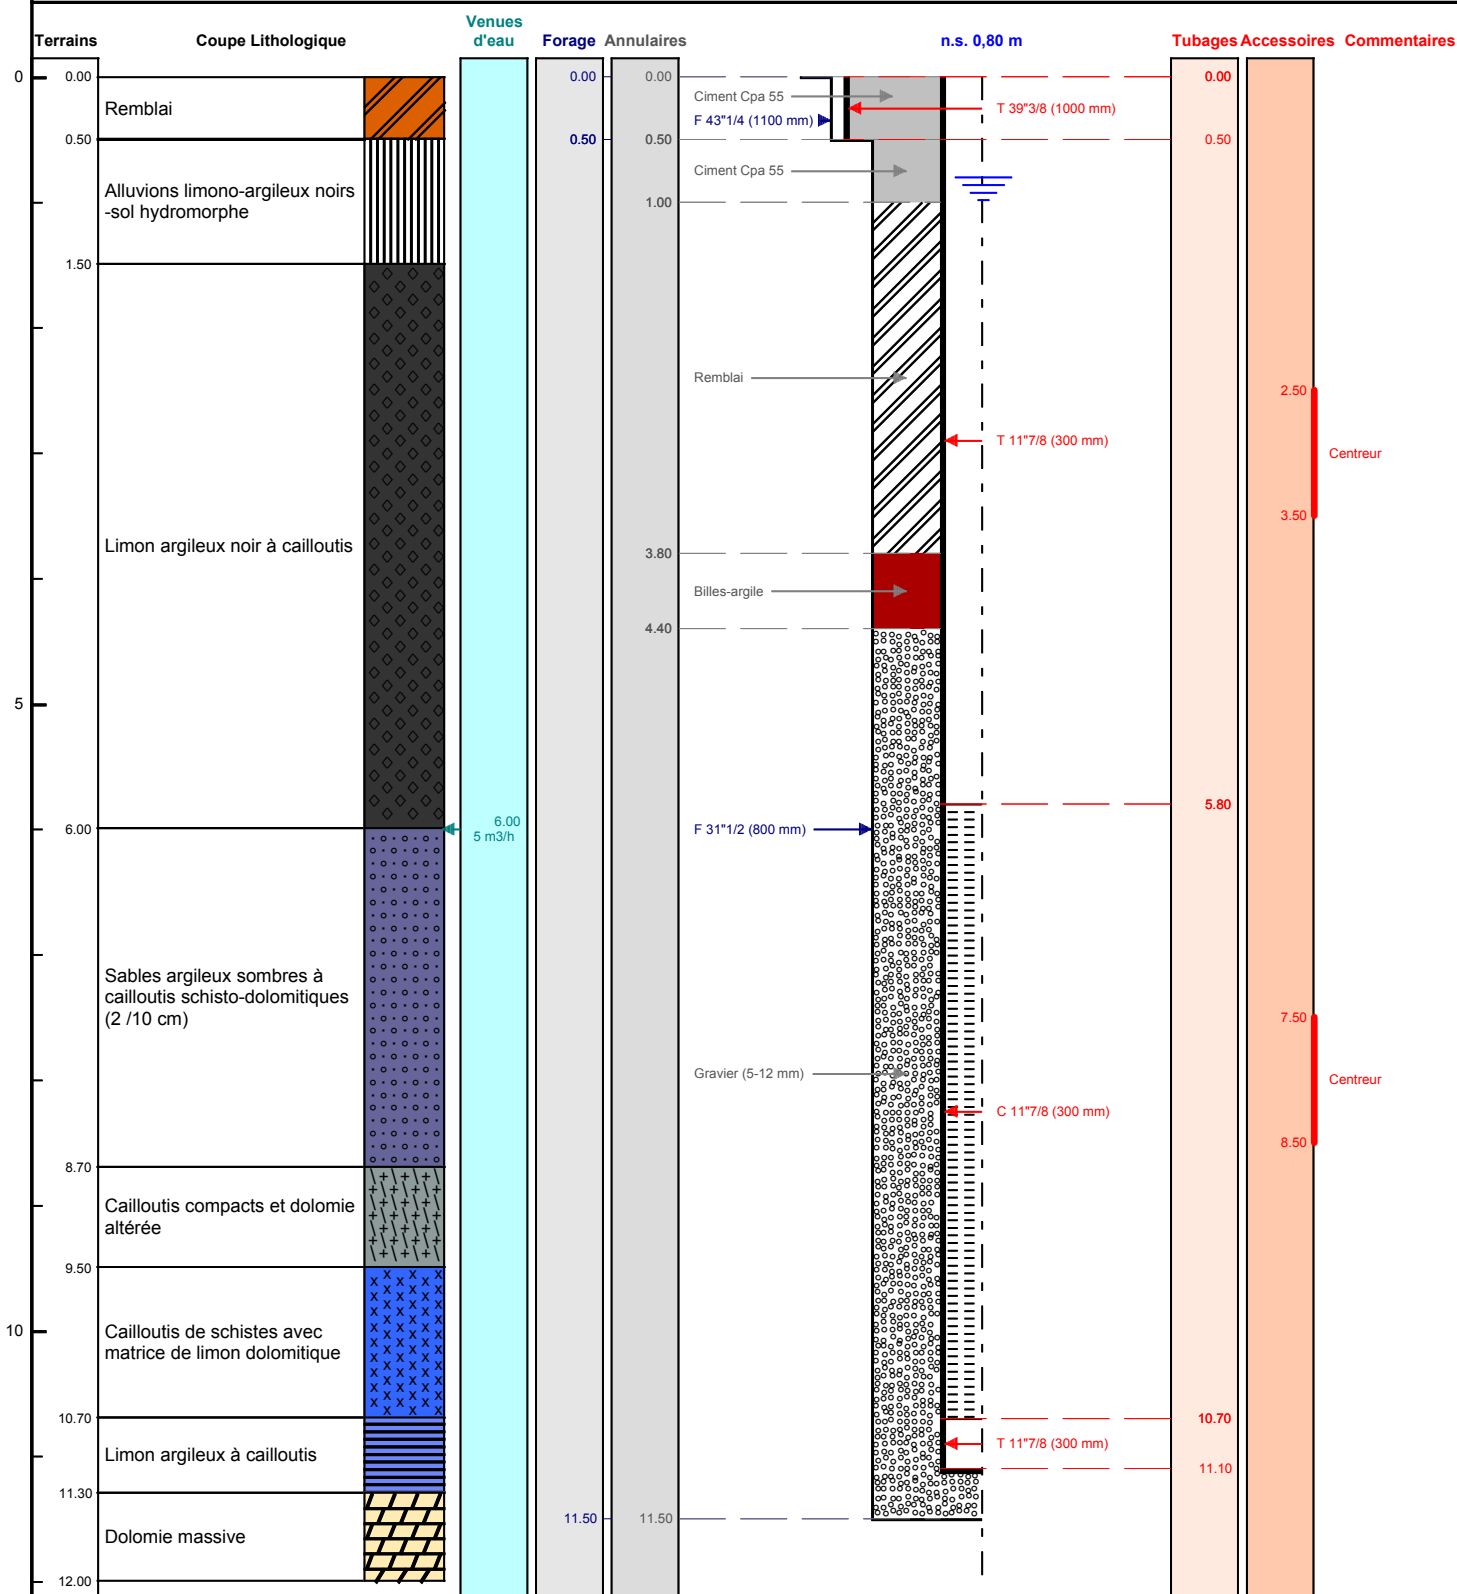 Terrains
Coupe Lithologique
Venues
d'eau
Forage
Annulaires
n.s. 0,80 m
Tubages
Accessoires
Commentaires
0
5
10
0.00
Remblai
0.50
Alluvions limono-argileux noirs
-sol hydromorphe
1.50
Limon argileux noir à cailloutis
6.00
Sables argileux sombres à
cailloutis schisto-dolomitiques
(2 /10 cm)
8.70
Cailloutis compacts et dolomie
altérée
9.50
Cailloutis de schistes avec
matrice de limon dolomitique
10.70
Limon argileux à cailloutis
11.30
Dolomie massive
12.00
6.00
5 m3/h
0.00
0.50
11.50
0.00
0.50
1.00
3.80
4.40
11.50
Ciment Cpa 55
F 43"1/4 (1100 mm)
Ciment Cpa 55
Remblai
Billes-argile
F 31"1/2 (800 mm)
Gravier (5-12 mm)
T 39"3/8 (1000 mm)
T 11"7/8 (300 mm)
C 11"7/8 (300 mm)
T 11"7/8 (300 mm)
0.00
0.50
5.80
10.70
11.10
2.50
Centreur
3.50
7.50
Centreur
8.50